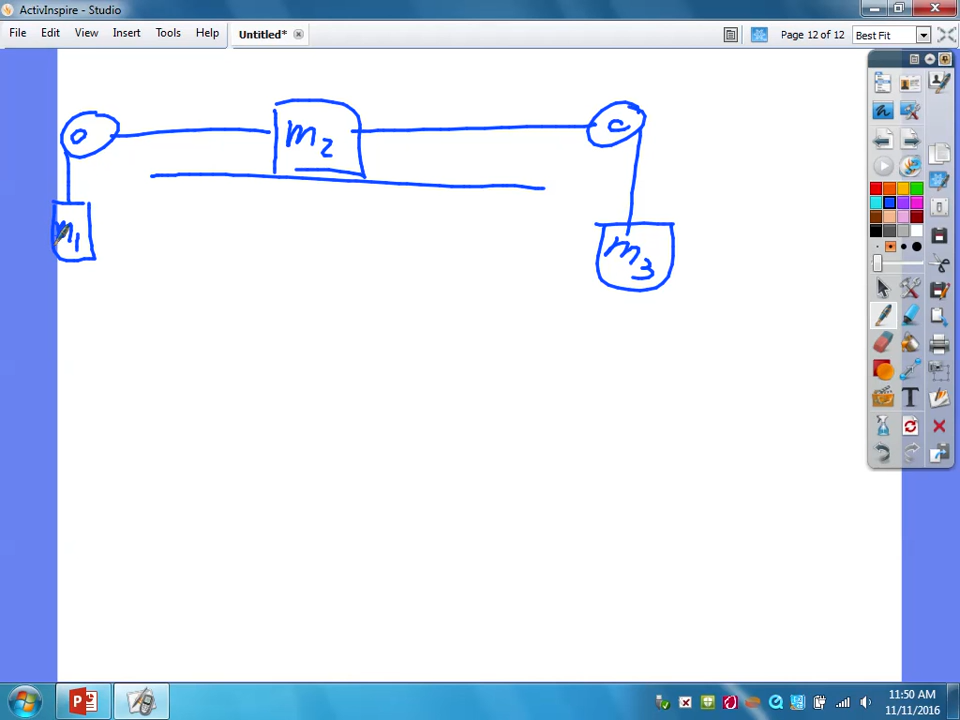 ActivInspire - Studio
File Edit View Insert Tools Help Untitled* Page 12 of 12 Best Fit
m2
m1
m3
11:50 AM
11/11/2016